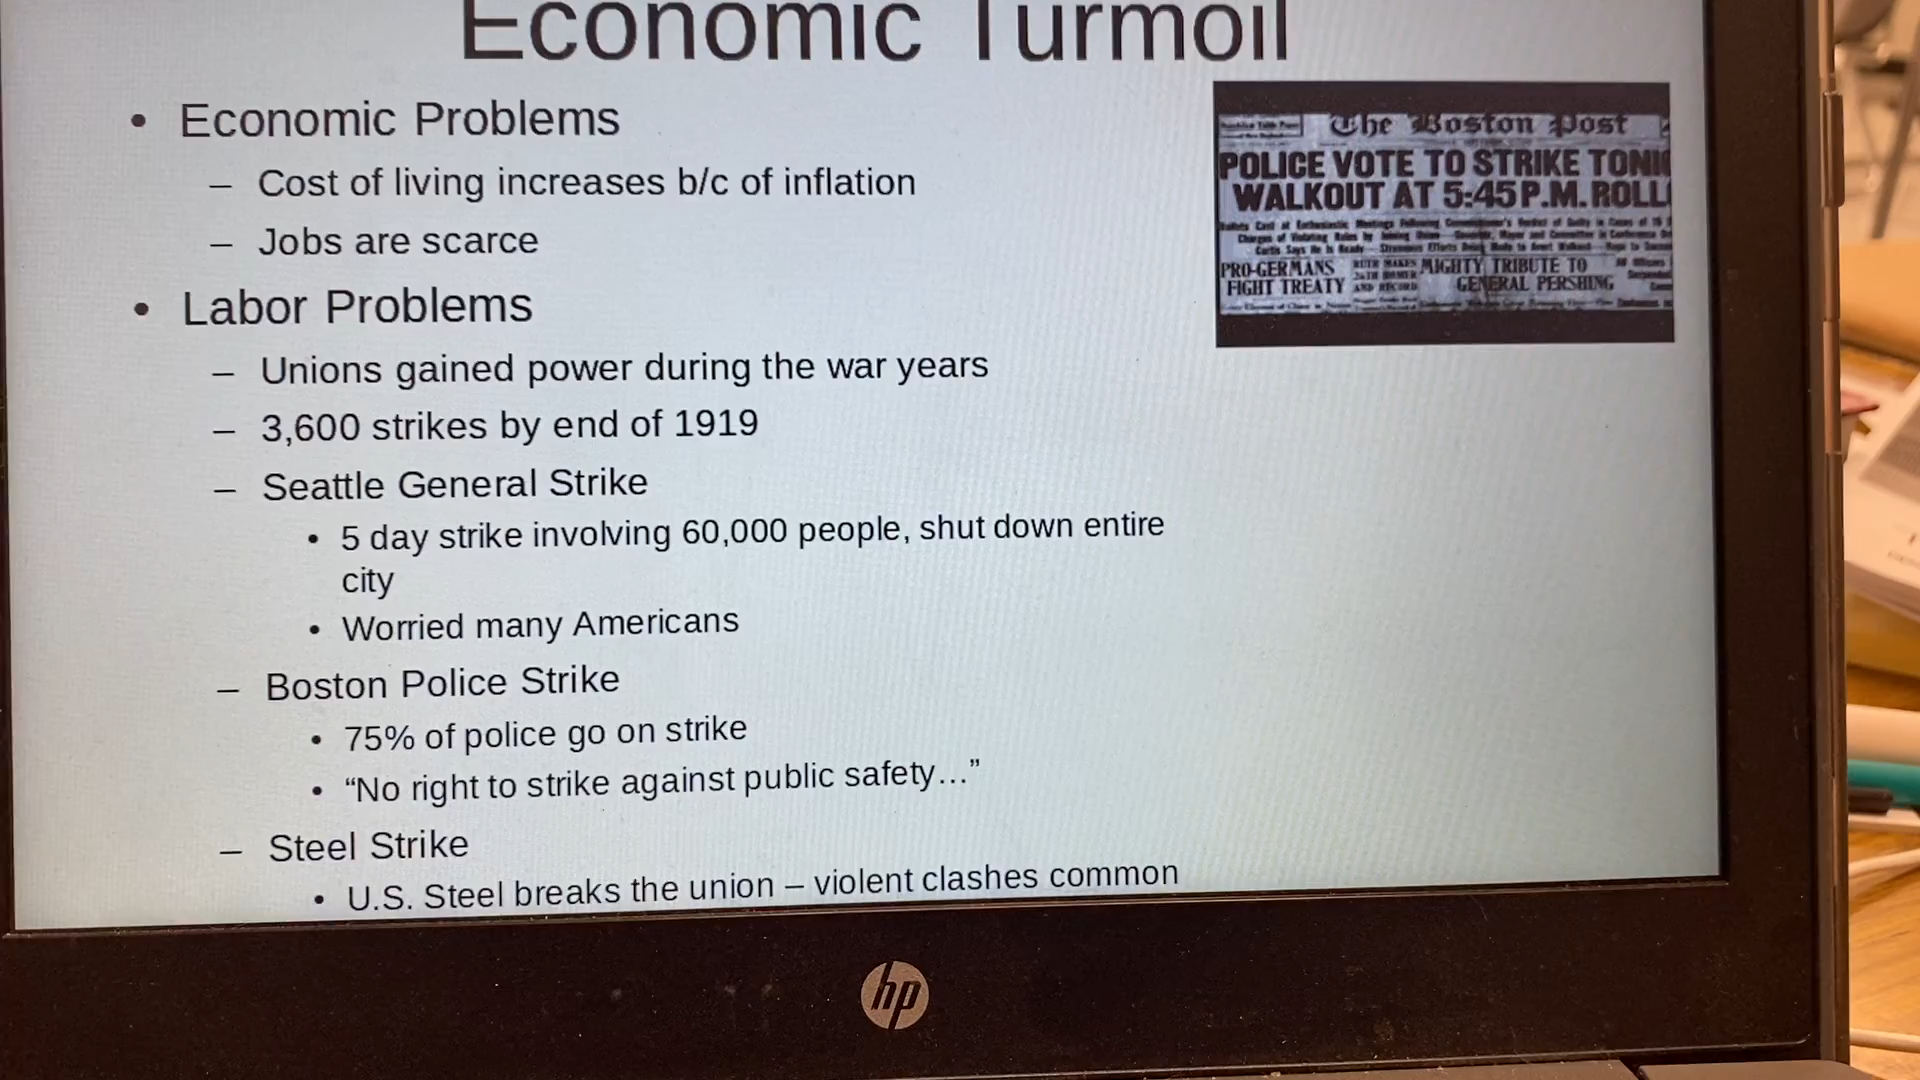 Economic Turmoil
• Economic Problems
– Cost of living increases b/c of inflation
– Jobs are scarce
• Labor Problems
– Unions gained power during the war years
– 3,600 strikes by end of 1919
– Seattle General Strike
• 5 day strike involving 60,000 people, shut down entire
city
• Worried many Americans
– Boston Police Strike
• 75% of police go on strike
• “No right to strike against public safety…”
– Steel Strike
• U.S. Steel breaks the union – violent clashes common
The Boston Post
POLICE VOTE TO STRIKE TONI
WALKOUT AT 5:45 P.M. ROLL
PRO-GERMANS
FIGHT TREATY
MIGHTY TRIBUTE TO
GENERAL PERSHING
hp